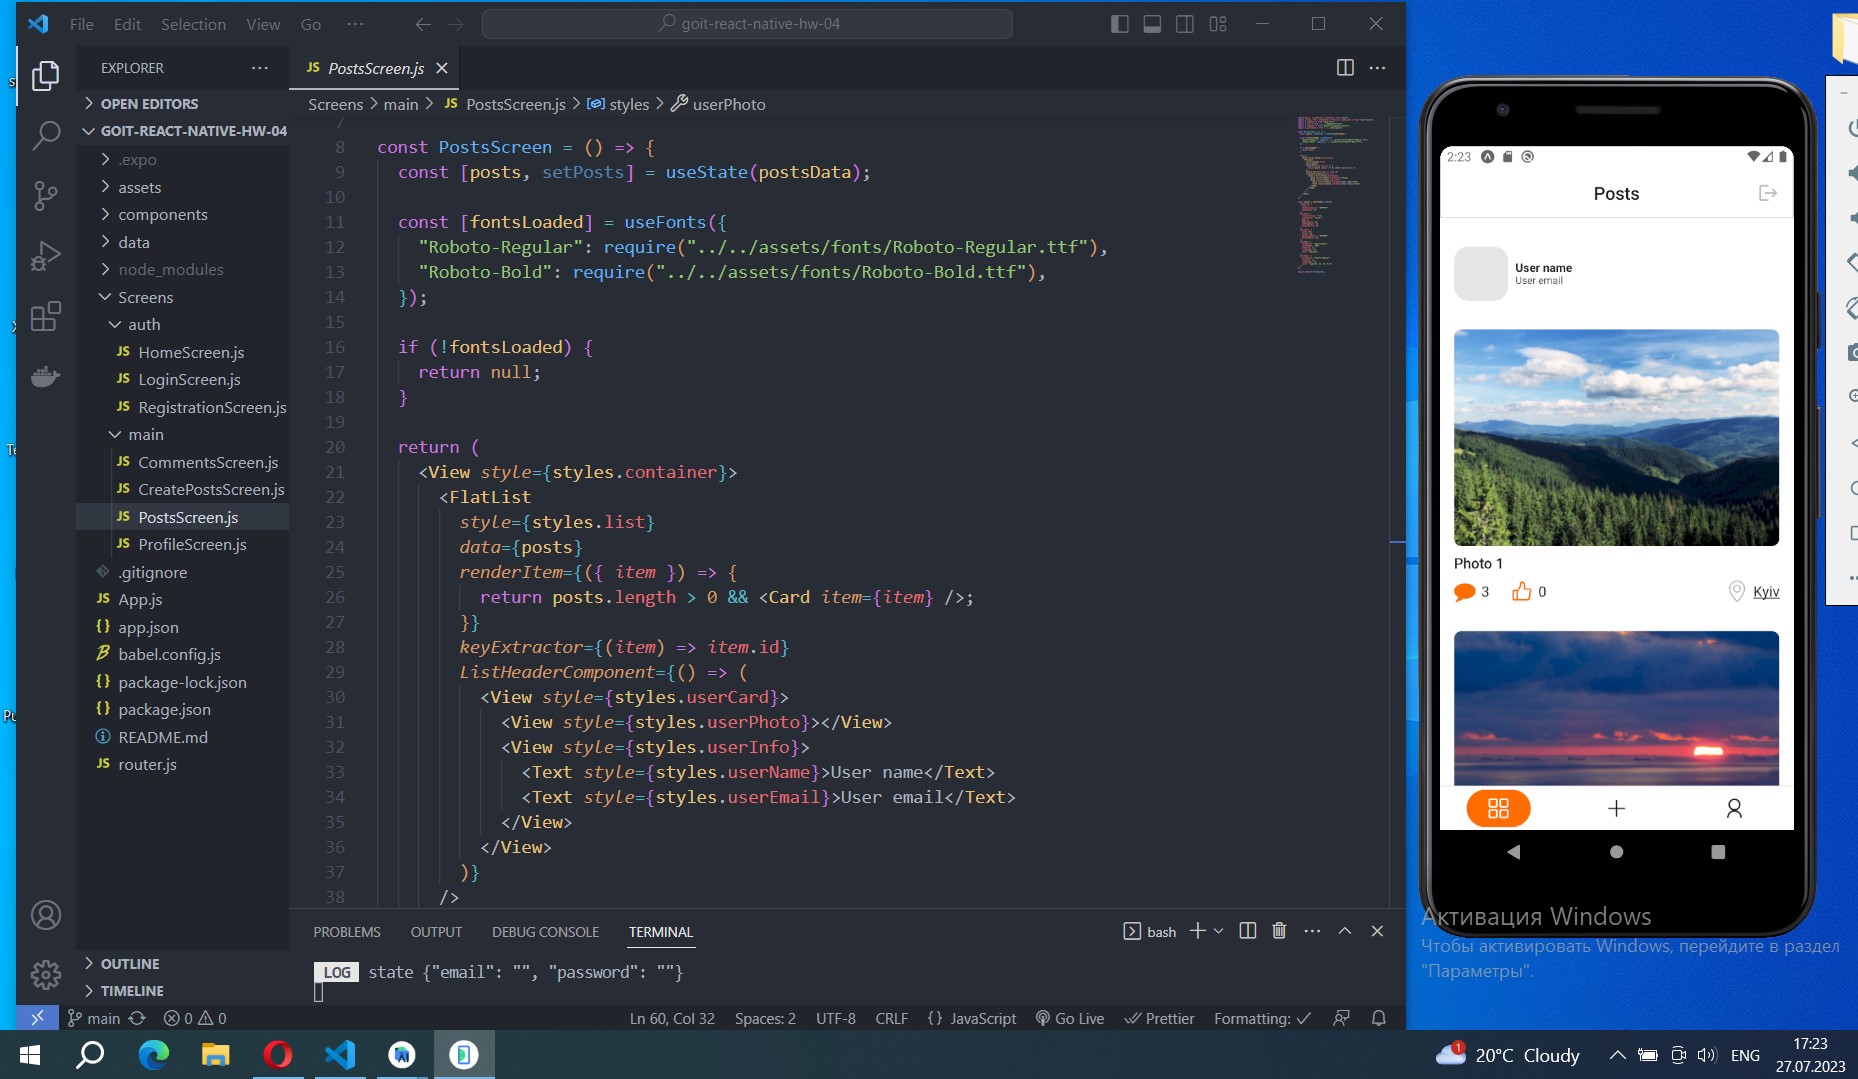 File Edit Selection View Go ···
goit-react-native-hw-04
EXPLORER
OPEN EDITORS
GOIT-REACT-NATIVE-HW-04
.expo
assets
components
data
node_modules
Screens
auth
JS HomeScreen.js
JS LoginScreen.js
JS RegistrationScreen.js
main
JS CommentsScreen.js
JS CreatePostsScreen.js
JS PostsScreen.js
JS ProfileScreen.js
.gitignore
JS App.js
{} app.json
babel.config.js
{} package-lock.json
{} package.json
README.md
JS router.js
OUTLINE
TIMELINE
JS PostsScreen.js
Screens > main > JS PostsScreen.js > styles > userPhoto
7
8 const PostsScreen = () => {
9 const [posts, setPosts] = useState(postsData);
10
11 const [fontsLoaded] = useFonts({
12 "Roboto-Regular": require("../../assets/fonts/Roboto-Regular.ttf"),
13 "Roboto-Bold": require("../../assets/fonts/Roboto-Bold.ttf"),
14 });
15
16 if (!fontsLoaded) {
17 return null;
18 }
19
20 return (
21 <View style={styles.container}>
22 <FlatList
23 style={styles.list}
24 data={posts}
25 renderItem={({ item }) => {
26 return posts.length > 0 && <Card item={item} />;
27 }}
28 keyExtractor={(item) => item.id}
29 ListHeaderComponent={() => (
30 <View style={styles.userCard}>
31 <View style={styles.userPhoto}></View>
32 <View style={styles.userInfo}>
33 <Text style={styles.userName}>User name</Text>
34 <Text style={styles.userEmail}>User email</Text>
35 </View>
36 </View>
37 )}
38 />
PROBLEMS OUTPUT DEBUG CONSOLE TERMINAL
bash
LOG state {"email": "", "password": ""}
main 0 0
Ln 60, Col 32 Spaces: 2 UTF-8 CRLF {} JavaScript Go Live Prettier Formatting:
2:23
Posts
User name
User email
Photo 1
3 0 Kyiv
Активация Windows
Чтобы активировать Windows, перейдите в раздел
"Параметры".
1
20°C Cloudy
ENG
17:23
27.07.2023